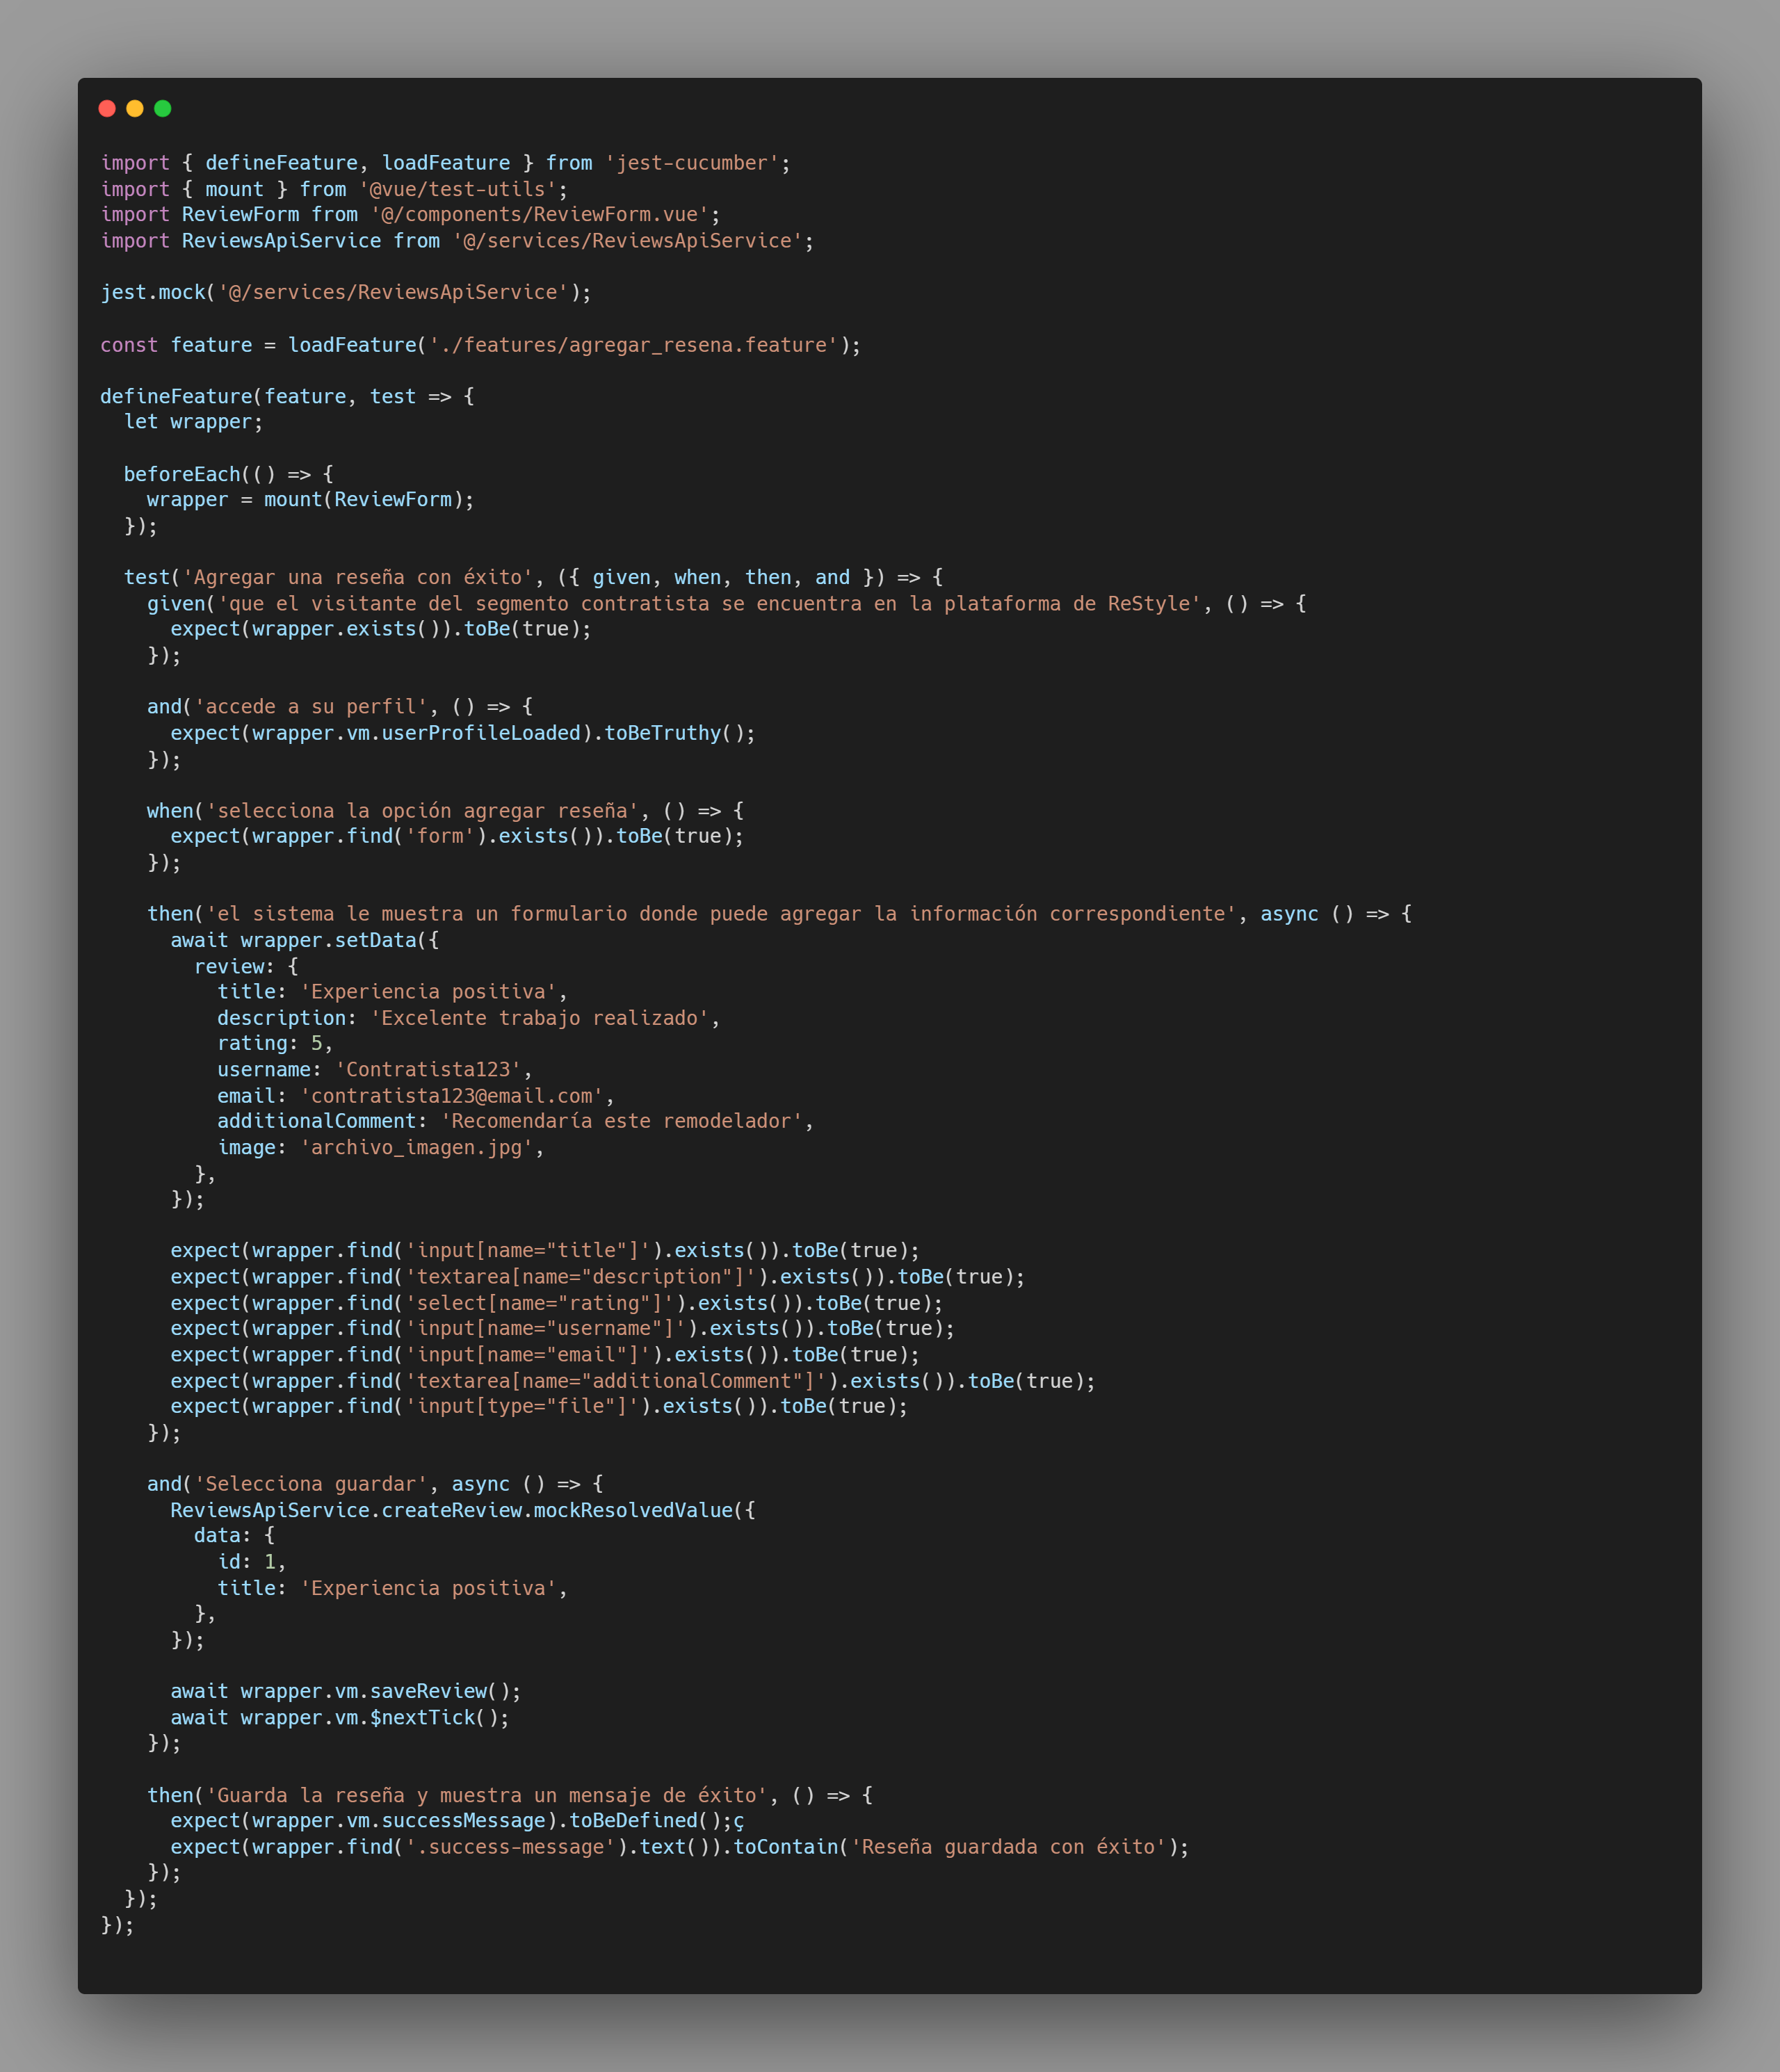 import { defineFeature, loadFeature } from 'jest-cucumber';
import { mount } from '@vue/test-utils';
import ReviewForm from '@/components/ReviewForm.vue';
import ReviewsApiService from '@/services/ReviewsApiService';

jest.mock('@/services/ReviewsApiService');

const feature = loadFeature('./features/agregar_resena.feature');

defineFeature(feature, test => {
  let wrapper;

  beforeEach(() => {
    wrapper = mount(ReviewForm);
  });

  test('Agregar una reseña con éxito', ({ given, when, then, and }) => {
    given('que el visitante del segmento contratista se encuentra en la plataforma de ReStyle', () => {
      expect(wrapper.exists()).toBe(true);
    });

    and('accede a su perfil', () => {
      expect(wrapper.vm.userProfileLoaded).toBeTruthy();
    });

    when('selecciona la opción agregar reseña', () => {
      expect(wrapper.find('form').exists()).toBe(true);
    });

    then('el sistema le muestra un formulario donde puede agregar la información correspondiente', async () => {
      await wrapper.setData({
        review: {
          title: 'Experiencia positiva',
          description: 'Excelente trabajo realizado',
          rating: 5,
          username: 'Contratista123',
          email: 'contratista123@email.com',
          additionalComment: 'Recomendaría este remodelador',
          image: 'archivo_imagen.jpg',
        },
      });

      expect(wrapper.find('input[name="title"]').exists()).toBe(true);
      expect(wrapper.find('textarea[name="description"]').exists()).toBe(true);
      expect(wrapper.find('select[name="rating"]').exists()).toBe(true);
      expect(wrapper.find('input[name="username"]').exists()).toBe(true);
      expect(wrapper.find('input[name="email"]').exists()).toBe(true);
      expect(wrapper.find('textarea[name="additionalComment"]').exists()).toBe(true);
      expect(wrapper.find('input[type="file"]').exists()).toBe(true);
    });

    and('Selecciona guardar', async () => {
      ReviewsApiService.createReview.mockResolvedValue({
        data: {
          id: 1,
          title: 'Experiencia positiva',
        },
      });

      await wrapper.vm.saveReview();
      await wrapper.vm.$nextTick();
    });

    then('Guarda la reseña y muestra un mensaje de éxito', () => {
      expect(wrapper.vm.successMessage).toBeDefined();ç
      expect(wrapper.find('.success-message').text()).toContain('Reseña guardada con éxito');
    });
  });
});